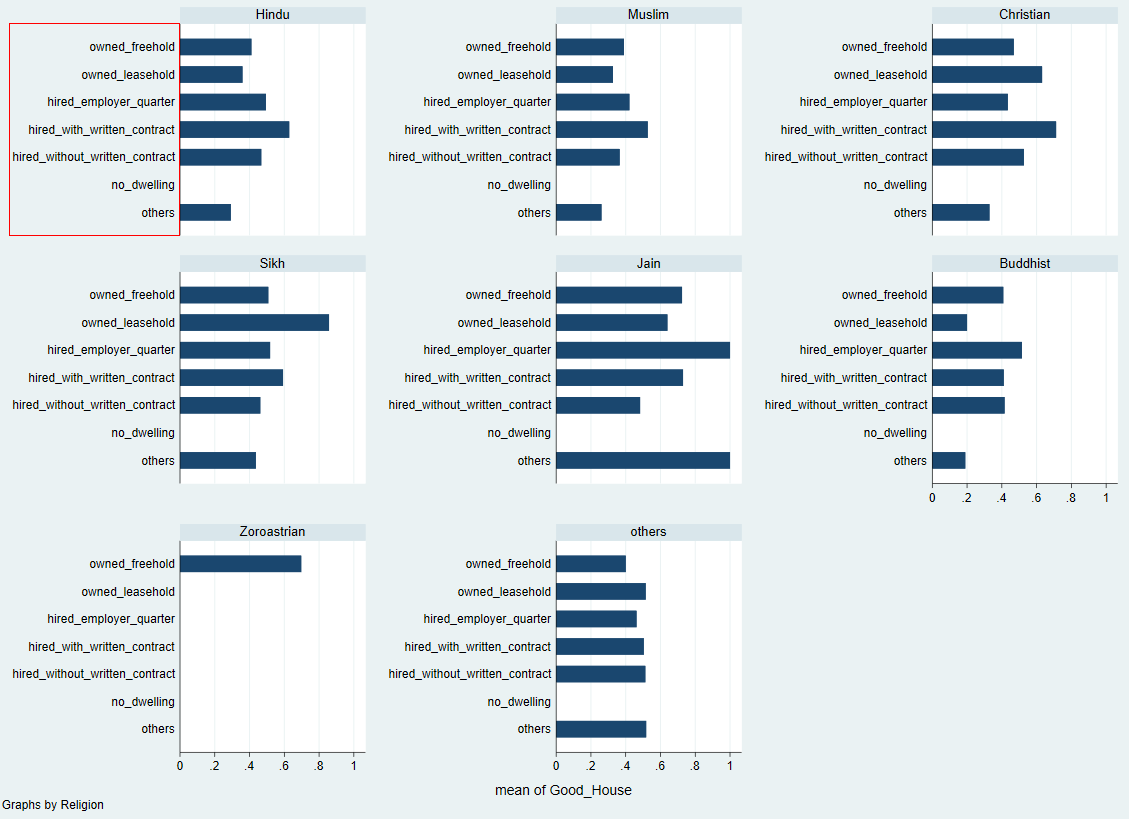 Hindu
owned_freehold
owned_leasehold
hired_employer_quarter
hired_with_written_contract
hired_without_written_contract
no_dwelling
others
Muslim
owned_freehold
owned_leasehold
hired_employer_quarter
hired_with_written_contract
hired_without_written_contract
no_dwelling
others
Christian
owned_freehold
owned_leasehold
hired_employer_quarter
hired_with_written_contract
hired_without_written_contract
no_dwelling
others
Sikh
owned_freehold
owned_leasehold
hired_employer_quarter
hired_with_written_contract
hired_without_written_contract
no_dwelling
others
Jain
owned_freehold
owned_leasehold
hired_employer_quarter
hired_with_written_contract
hired_without_written_contract
no_dwelling
others
Buddhist
owned_freehold
owned_leasehold
hired_employer_quarter
hired_with_written_contract
hired_without_written_contract
no_dwelling
others
0 .2 .4 .6 .8 1
Zoroastrian
owned_freehold
owned_leasehold
hired_employer_quarter
hired_with_written_contract
hired_without_written_contract
no_dwelling
others
0 .2 .4 .6 .8 1
others
owned_freehold
owned_leasehold
hired_employer_quarter
hired_with_written_contract
hired_without_written_contract
no_dwelling
others
0 .2 .4 .6 .8 1
mean of Good_House
Graphs by Religion